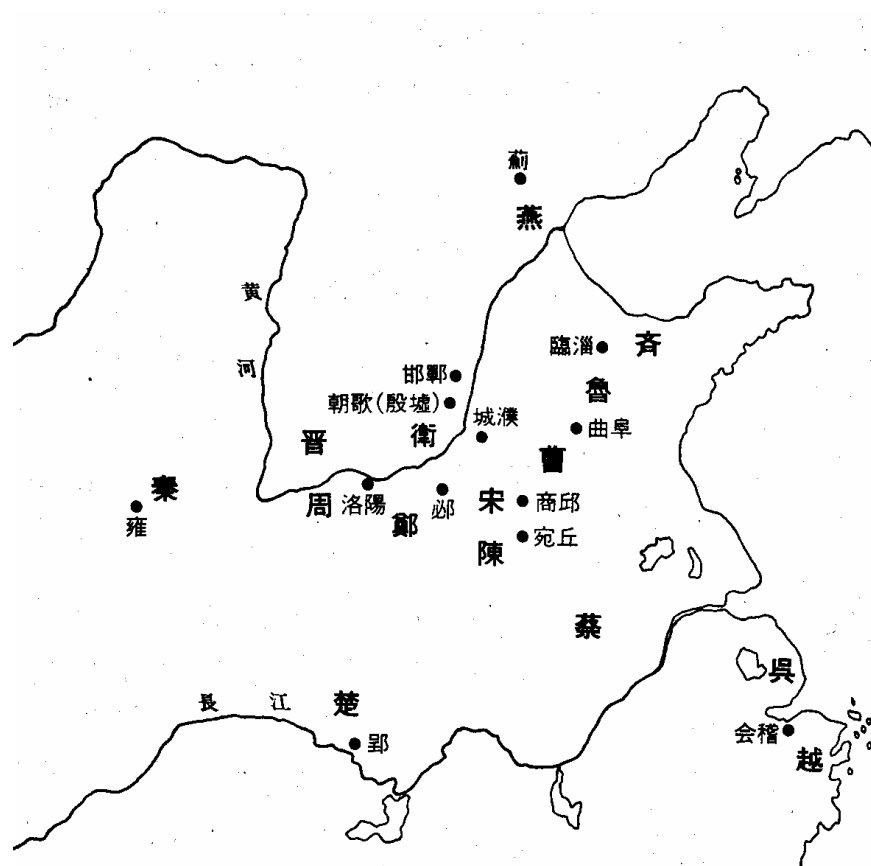 薊
燕
黄河
臨淄
斉
邯鄲
魯
朝歌(殷墟)
城濮
曲阜
晋
衛
曹
秦
周
洛陽
邲
宋
商邱
雍
鄭
陳
宛丘
蔡
呉
長江
楚
郢
会稽
越